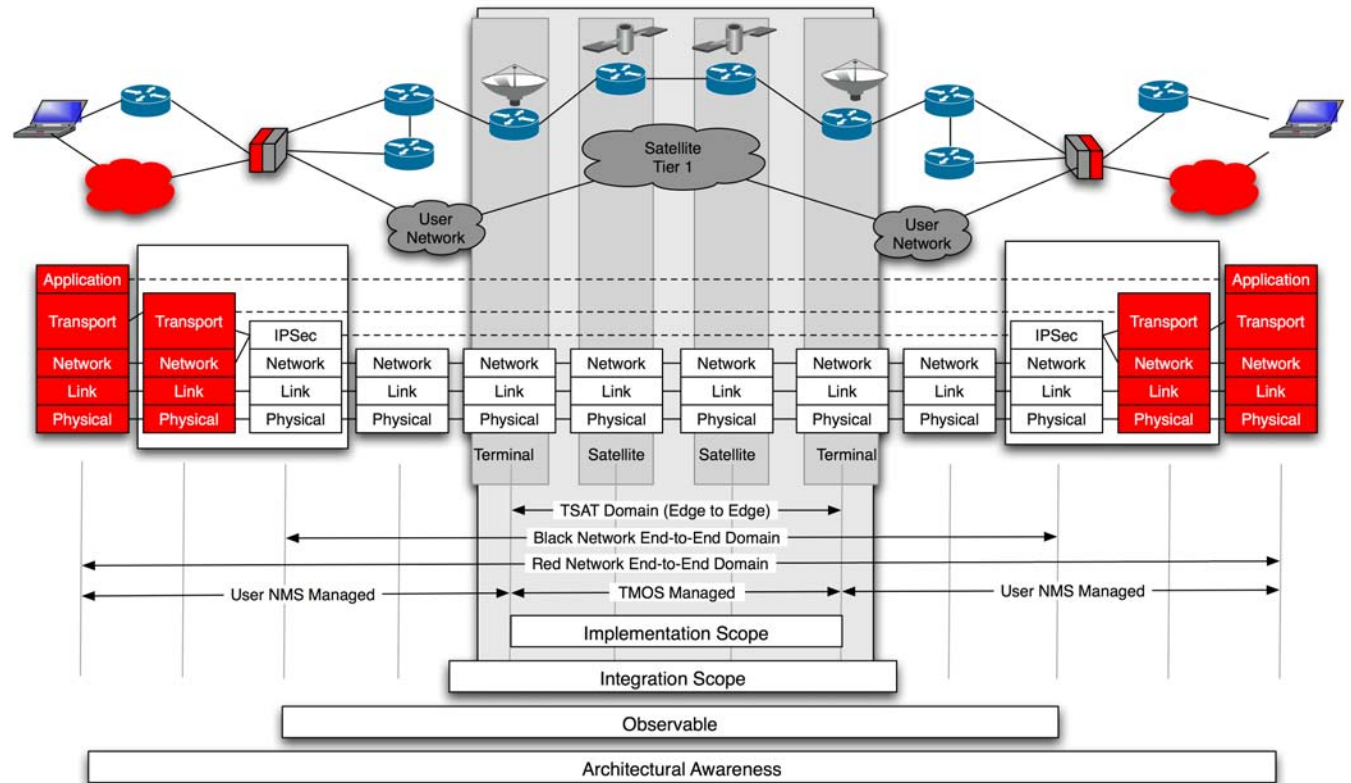 Satellite
Tier 1
User
Network
User
Network
Application
Application
Transport
Transport
Transport
Transport
IPSec
IPSec
Network
Network
Network
Network
Network
Network
Network
Network
Network
Network
Network
Network
Link
Link
Link
Link
Link
Link
Link
Link
Link
Link
Link
Link
Physical
Physical
Physical
Physical
Physical
Physical
Physical
Physical
Physical
Physical
Physical
Physical
Terminal
Satellite
Satellite
Terminal
TSAT Domain (Edge to Edge)
Black Network End-to-End Domain
Red Network End-to-End Domain
User NMS Managed
TMOS Managed
User NMS Managed
Implementation Scope
Integration Scope
Observable
Architectural Awareness